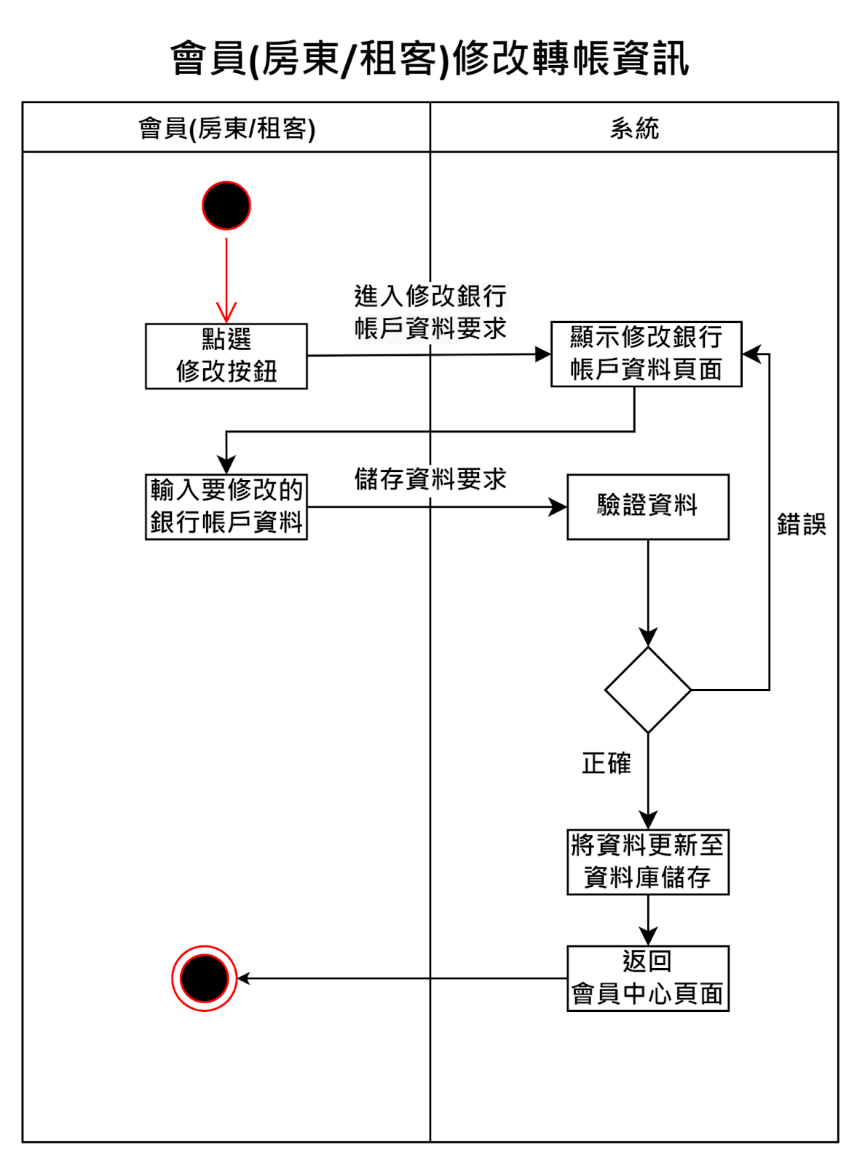 會員(房東/租客)修改轉帳資訊
會員(房東/租客)
系統
進入修改銀行
帳戶資料要求
點選
修改按鈕
顯示修改銀行
帳戶資料頁面
輸入要修改的
銀行帳戶資料
儲存資料要求
驗證資料
錯誤
正確
將資料更新至
資料庫儲存
返回
會員中心頁面